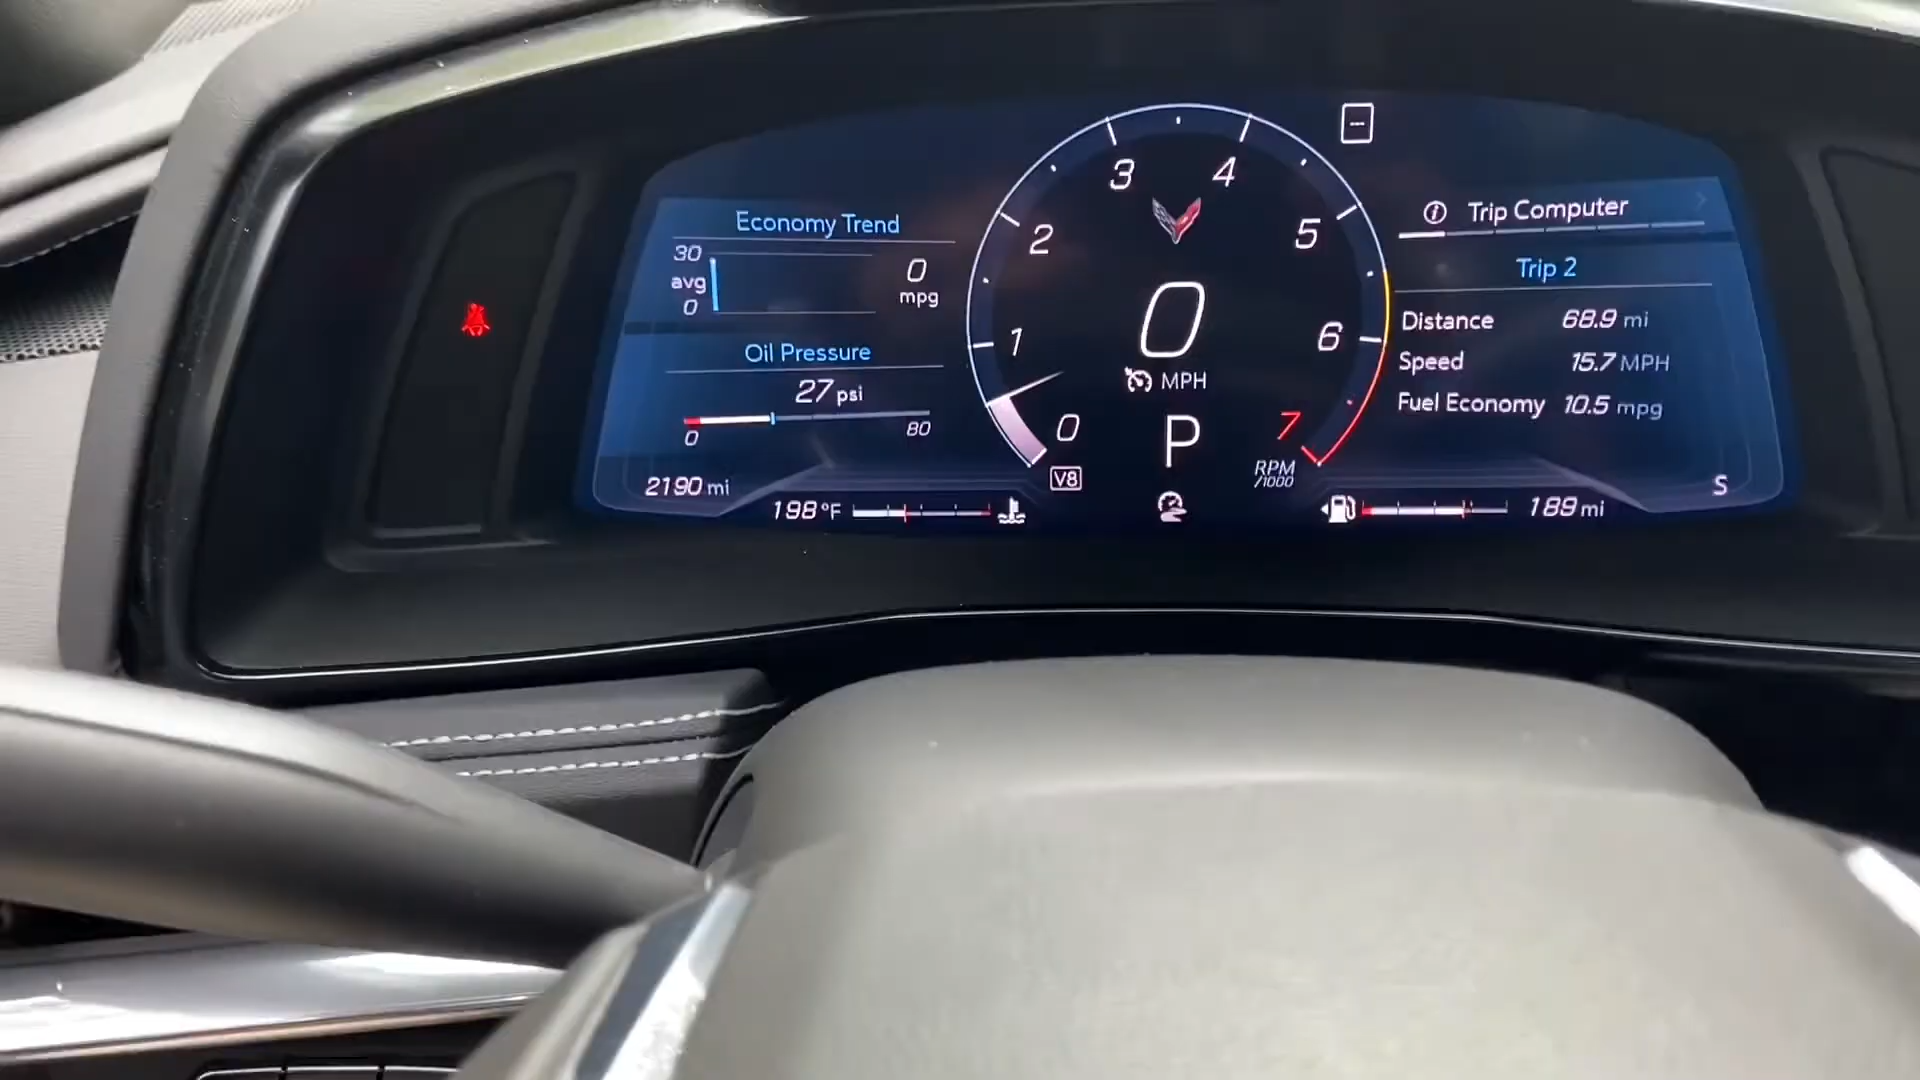 Economy Trend
30
avg
0
0
mpg
Oil Pressure
27 psi
0
80
2190 mi
198 °F
0
1
2
3
4
5
6
7
0
MPH
P
V8
RPM
/1000
--
Trip Computer
Trip 2
Distance 68.9 mi
Speed 15.7 MPH
Fuel Economy 10.5 mpg
S
189 mi